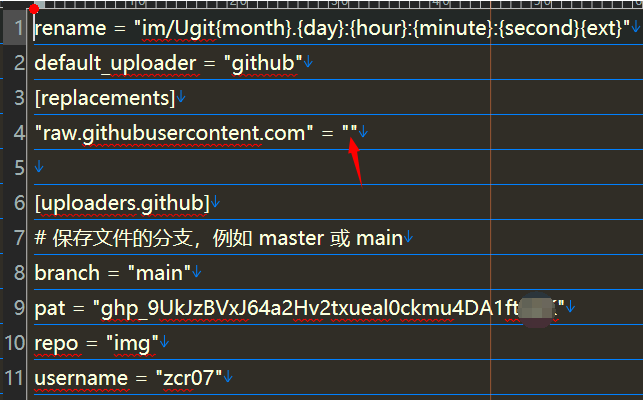 1 rename = "im/Ugit{month}.{day}:{hour}:{minute}:{second}{ext}"
2 default_uploader = "github"
3 [replacements]
4 "raw.githubusercontent.com" = ""
5
6 [uploaders.github]
7 # 保存文件的分支，例如 master 或 main
8 branch = "main"
9 pat =
10 repo = "img"
11 username = "zcr07"